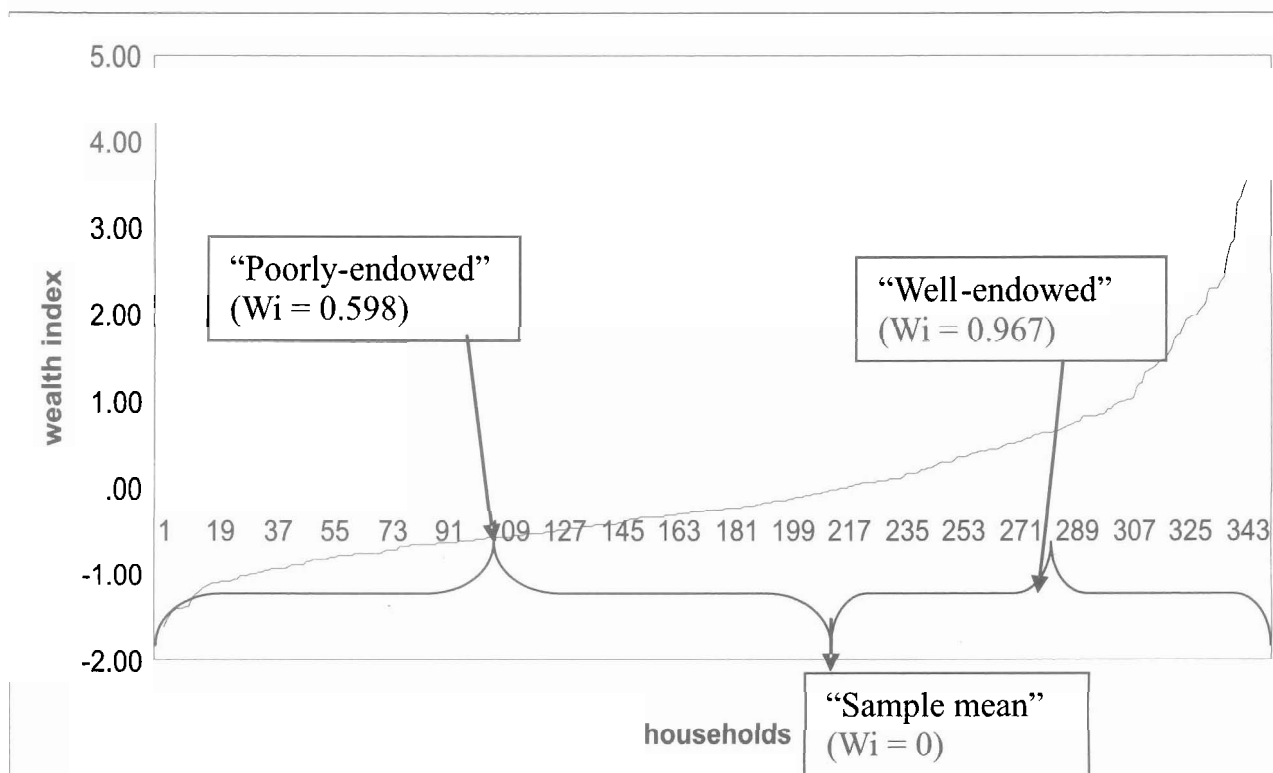 5.00
4.00
3.00
2.00
1.00
.00
-1.00
-2.00
wealth index
“Poorly-endowed”
(Wi = 0.598)
“Well-endowed”
(Wi = 0.967)
1 19 37 55 73 91 109 127 145 163 181 199 217 235 253 271 289 307 325 343
households
“Sample mean”
(Wi = 0)